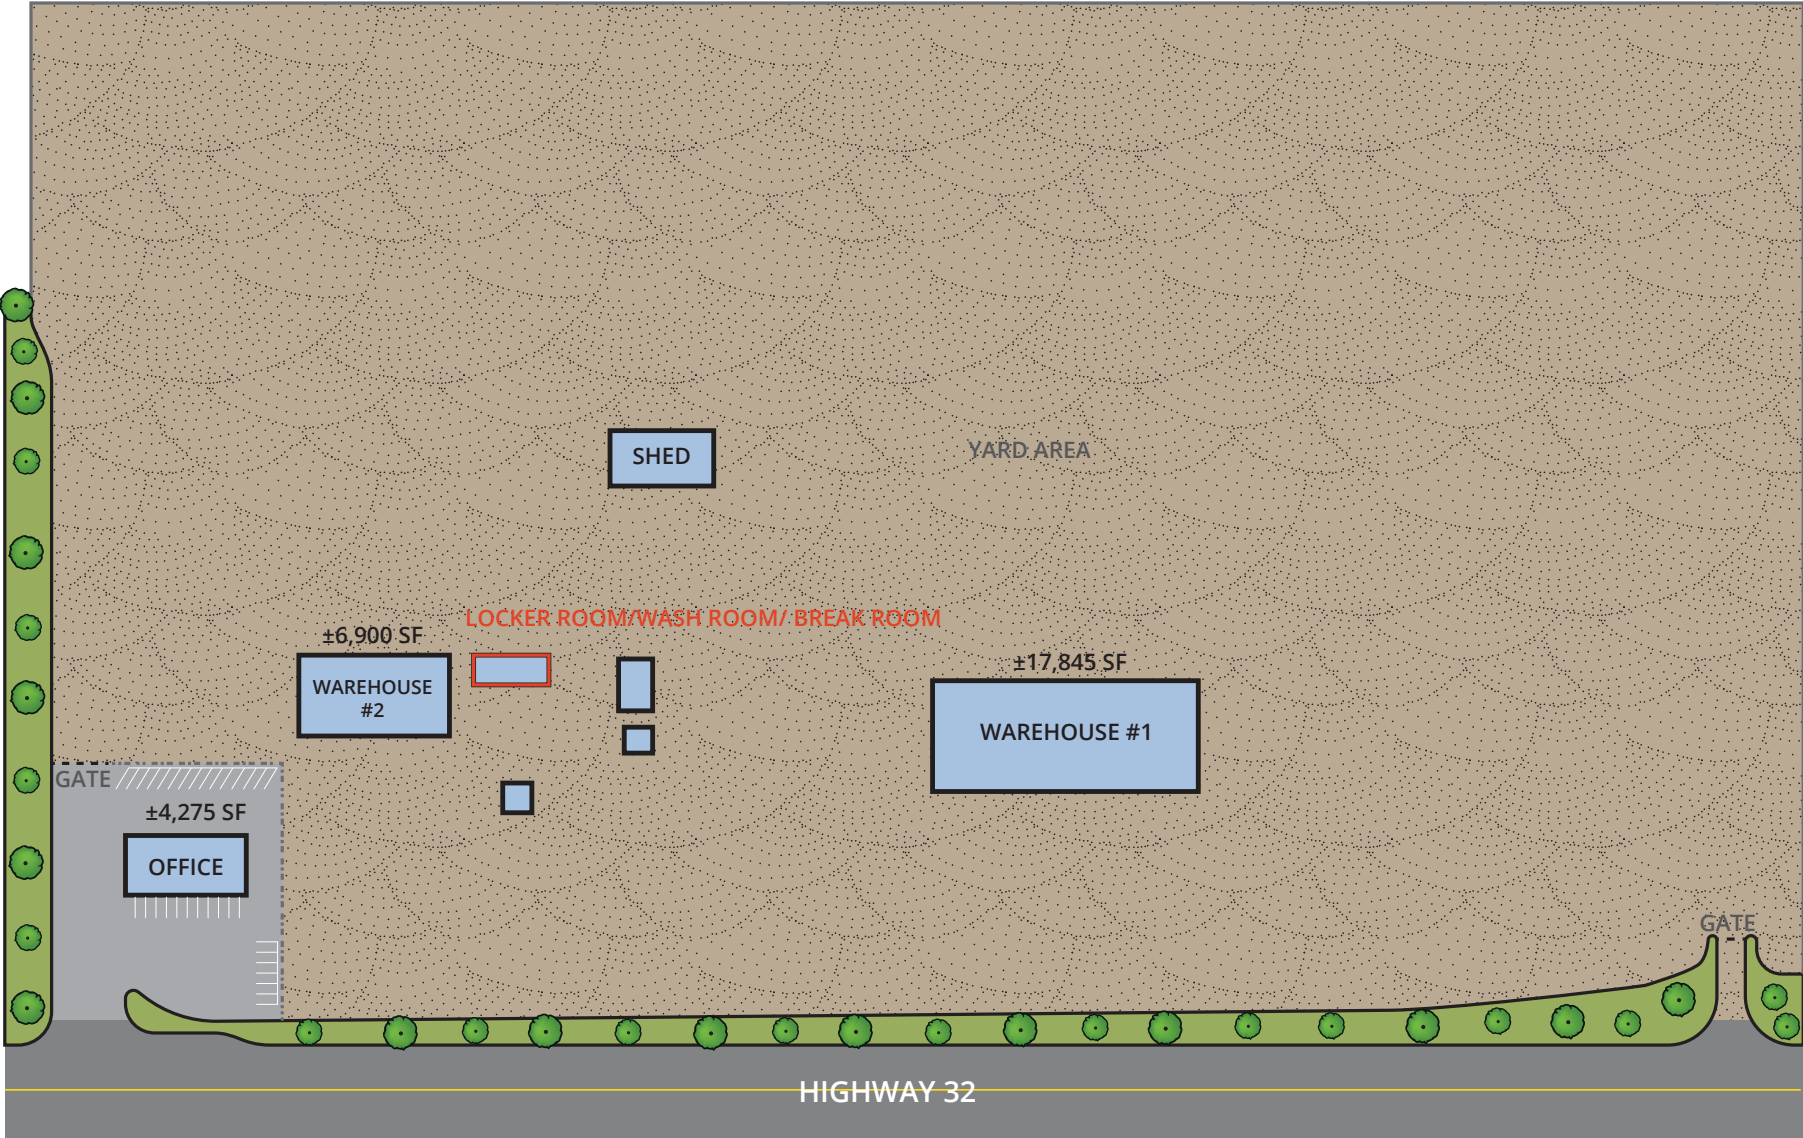 SHED
YARD AREA
LOCKER ROOM/WASH ROOM/ BREAK ROOM
±6,900 SF
WAREHOUSE
#2
±17,845 SF
WAREHOUSE #1
GATE
±4,275 SF
OFFICE
GATE
HIGHWAY 32